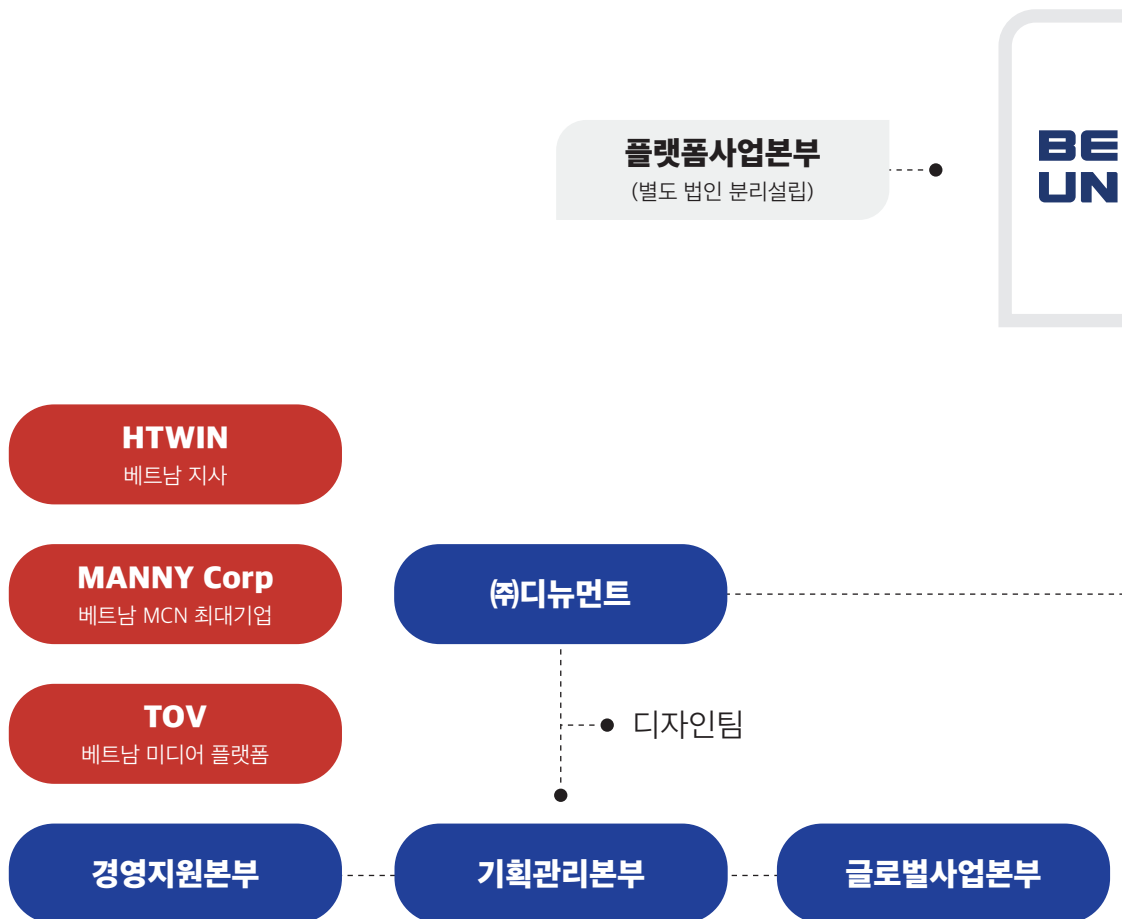 플랫폼사업본부
(별도 법인 분리설립)
BE
UN
HTWIN
베트남 지사
MANNY Corp
베트남 MCN 최대기업
㈜디뉴먼트
TOV
베트남 미디어 플랫폼
디자인팀
경영지원본부
기획관리본부
글로벌사업본부